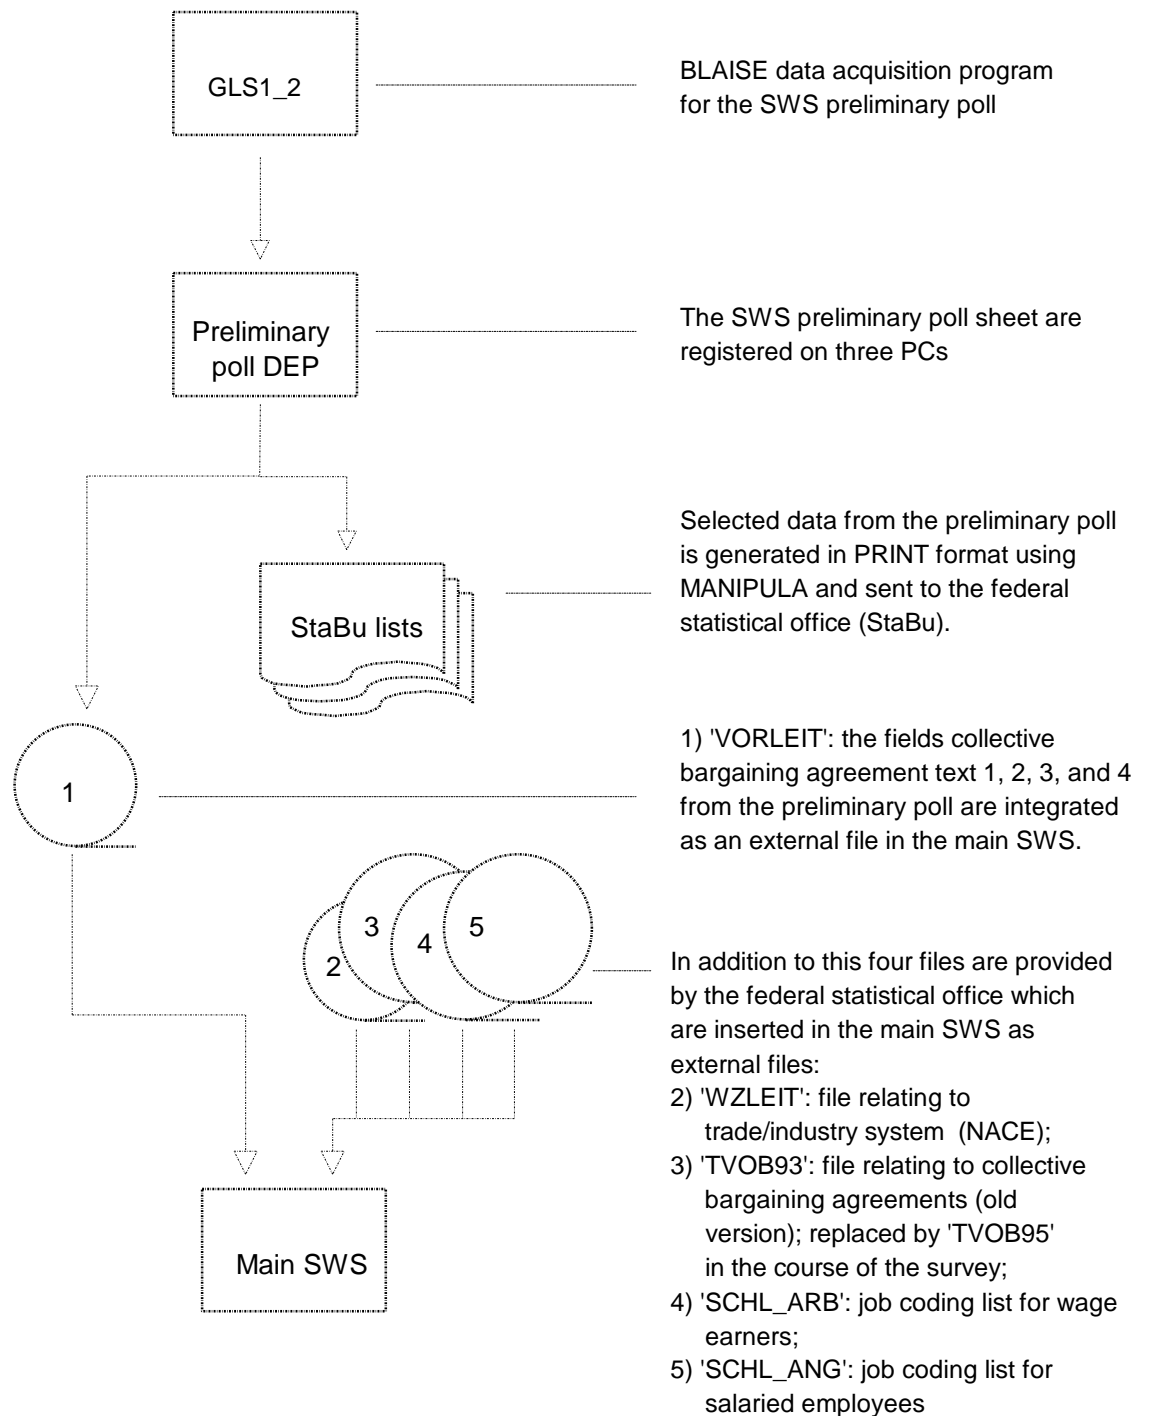 GLS1_2
BLAISE data acquisition program
for the SWS preliminary poll
Preliminary
poll DEP
The SWS preliminary poll sheet are
registered on three PCs
Selected data from the preliminary poll
is generated in PRINT format using
MANIPULA and sent to the federal
statistical office (StaBu).
StaBu lists
1) 'VORLEIT': the fields collective
bargaining agreement text 1, 2, 3, and 4
from the preliminary poll are integrated
as an external file in the main SWS.
1
3
5
4
2
In addition to this four files are provided
by the federal statistical office which
are inserted in the main SWS as
external files:
2) 'WZLEIT': file relating to
trade/industry system (NACE);
3) 'TVOB93': file relating to collective
bargaining agreements (old
version); replaced by 'TVOB95'
in the course of the survey;
4) 'SCHL_ARB': job coding list for wage
earners;
5) 'SCHL_ANG': job coding list for
salaried employees
Main SWS